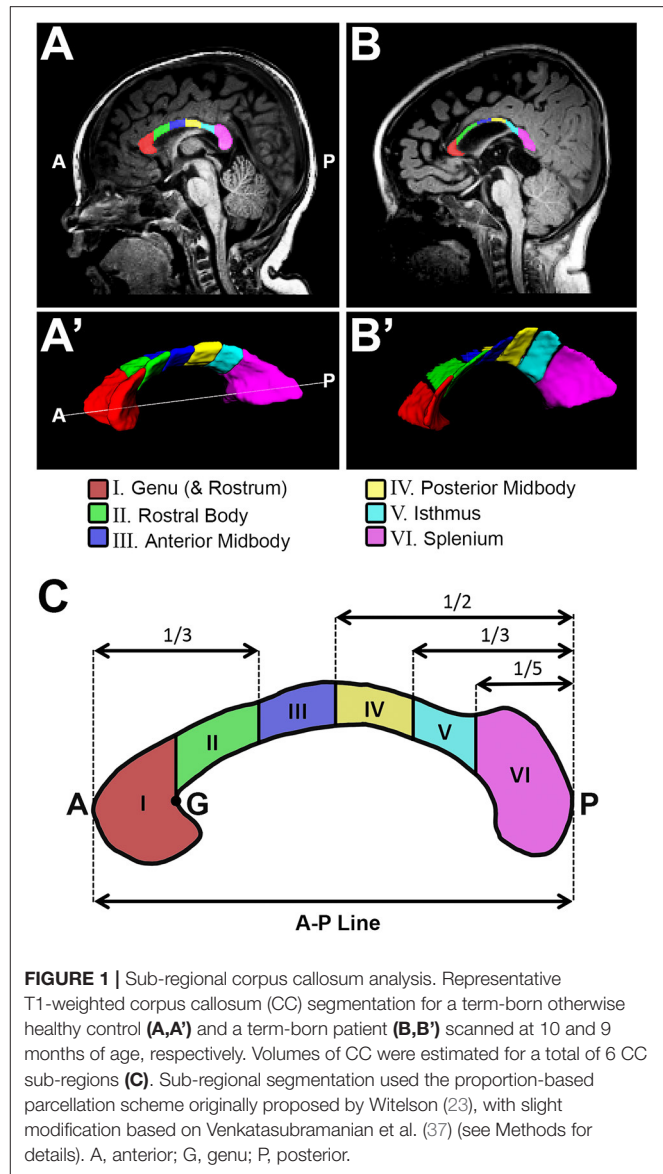 A
B
A
P
A'
B'
A
P
I. Genu (& Rostrum)
II. Rostral Body
III. Anterior Midbody
IV. Posterior Midbody
V. Isthmus
VI. Splenium
C
1/2
1/3
1/3
1/5
I
II
III
IV
V
VI
A
G
P
A-P Line
FIGURE 1 | Sub-regional corpus callosum analysis. Representative
T1-weighted corpus callosum (CC) segmentation for a term-born otherwise
healthy control (A,A') and a term-born patient (B,B') scanned at 10 and 9
months of age, respectively. Volumes of CC were estimated for a total of 6 CC
sub-regions (C). Sub-regional segmentation used the proportion-based
parcellation scheme originally proposed by Witelson (23), with slight
modification based on Venkatasubramanian et al. (37) (see Methods for
details). A, anterior; G, genu; P, posterior.